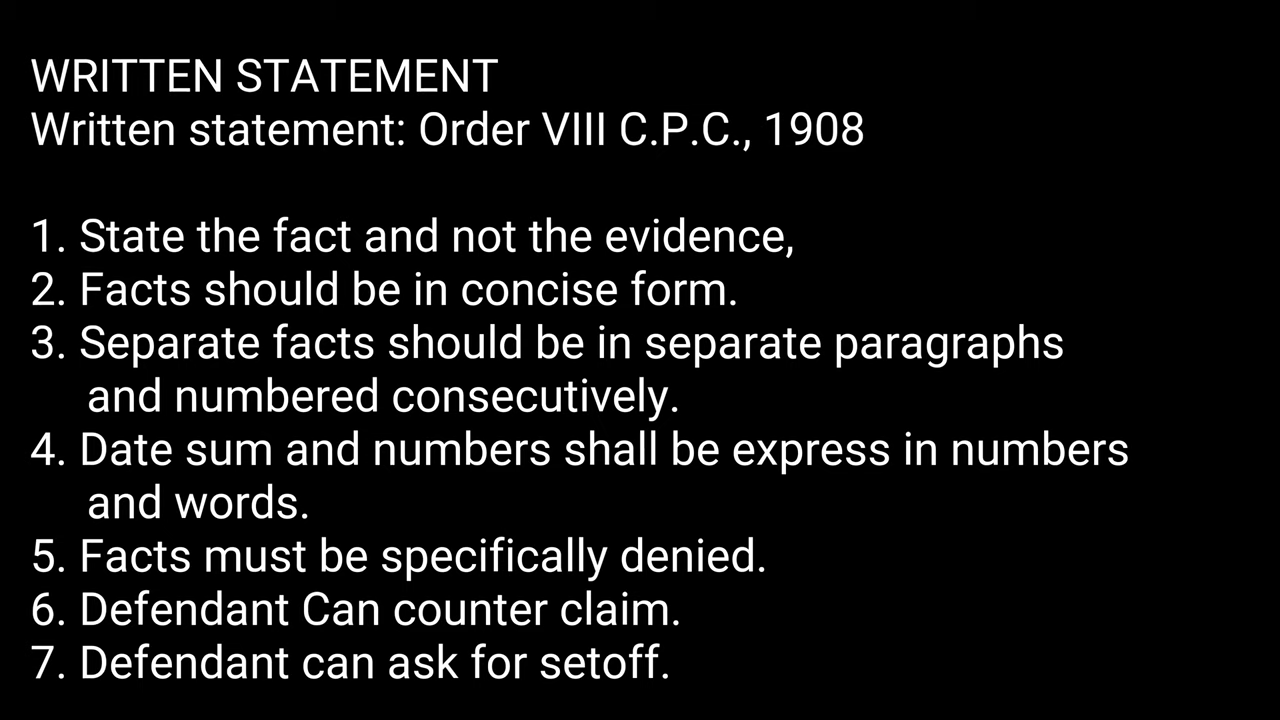 WRITTEN STATEMENT
Written statement: Order VIII C.P.C., 1908
1. State the fact and not the evidence,
2. Facts should be in concise form.
3. Separate facts should be in separate paragraphs
and numbered consecutively.
4. Date sum and numbers shall be express in numbers
and words.
5. Facts must be specifically denied.
6. Defendant Can counter claim.
7. Defendant can ask for setoff.